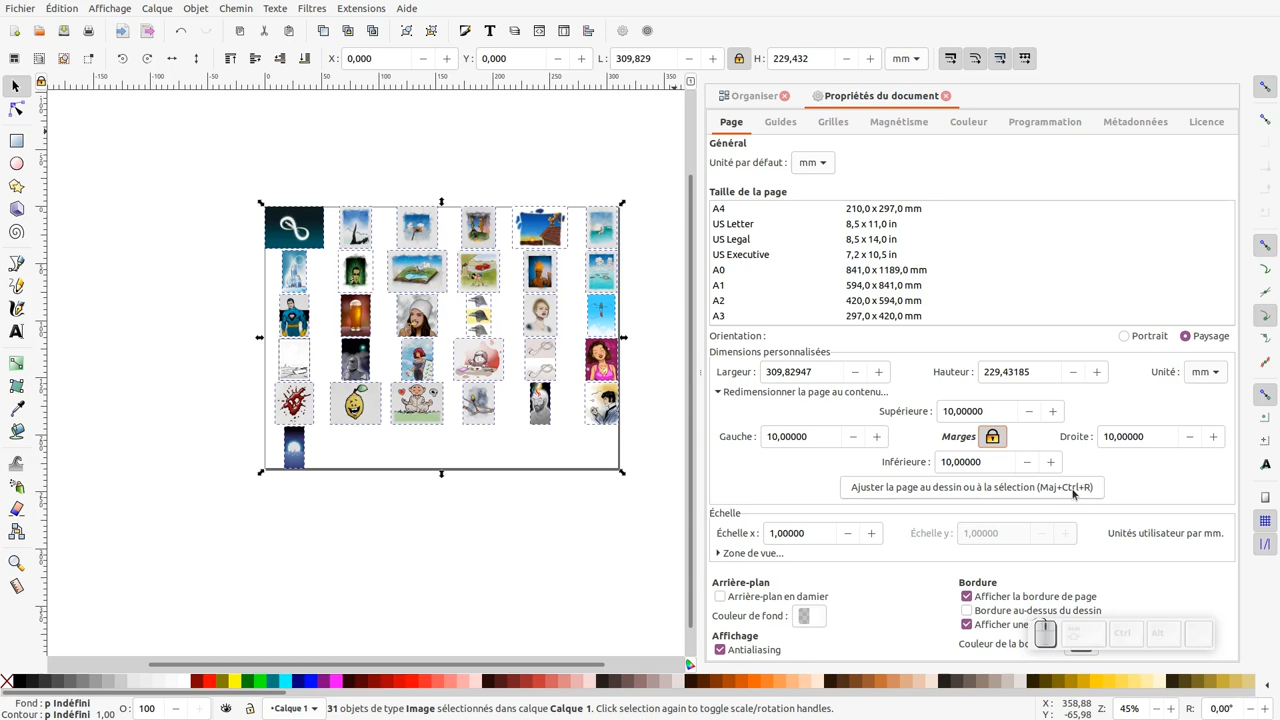 Fichier Édition Affichage Calque Objet Chemin Texte Filtres Extensions Aide
X : 0,000 Y : 0,000 L : 309,829 H : 229,432 mm
-150 -100 -50 0 50 100 150 200 250 300 350
Organiser Propriétés du document
Page Guides Grilles Magnétisme Couleur Programmation Métadonnées Licence
Général
Unité par défaut : mm
Taille de la page
A4 210,0 x 297,0 mm
US Letter 8,5 x 11,0 in
US Legal 8,5 x 14,0 in
US Executive 7,2 x 10,5 in
A0 841,0 x 1189,0 mm
A1 594,0 x 841,0 mm
A2 420,0 x 594,0 mm
A3 297,0 x 420,0 mm
Orientation : Portrait Paysage
Dimensions personnalisées
Largeur : 309,82947 Hauteur : 229,43185 Unité : mm
Redimensionner la page au contenu...
Supérieure : 10,00000
Gauche : 10,00000 Marges Droite : 10,00000
Inférieure : 10,00000
Ajuster la page au dessin ou à la sélection (Maj+Ctrl+R)
Échelle
Échelle x : 1,00000 Échelle y : 1,00000 Unités utilisateur par mm.
Zone de vue...
Arrière-plan Bordure
Arrière-plan en damier Afficher la bordure de page
Couleur de fond : Bordure au-dessus du dessin
Afficher une
Affichage Couleur de la bo
Antialiasing
Ctrl Alt
Fond : p Indéfini
Contour : p Indéfini 1,00
O : 100 •Calque 1 31 objets de type Image sélectionnés dans calque Calque 1. Click selection again to toggle scale/rotation handles.
X : 358,88
Y : -65,98
Z: 45% R: 0,00°